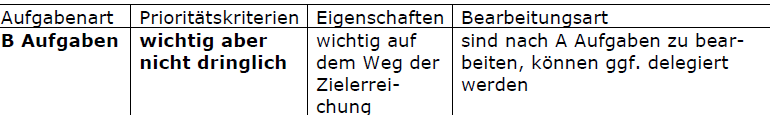 Aufgabenart Prioritätskriterien Eigenschaften Bearbeitungsart
B Aufgaben wichtig aber wichtig auf sind nach A Aufgaben zu bear-
nicht dringlich dem Weg der beiten, können ggf. delegiert
Zielerrei- werden
chung